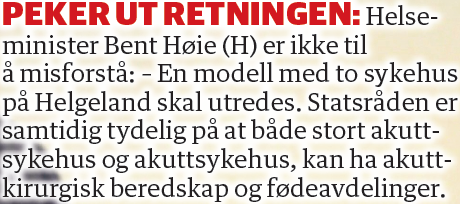 PEKER UT RETNINGEN: Helse-
minister Bent Høie (H) er ikke til
å misforstå: – En modell med to sykehus
på Helgeland skal utredes. Statsråden er
samtidig tydelig på at både stort akutt-
sykehus og akuttsykehus, kan ha akutt-
kirurgisk beredskap og fødeavdelinger.